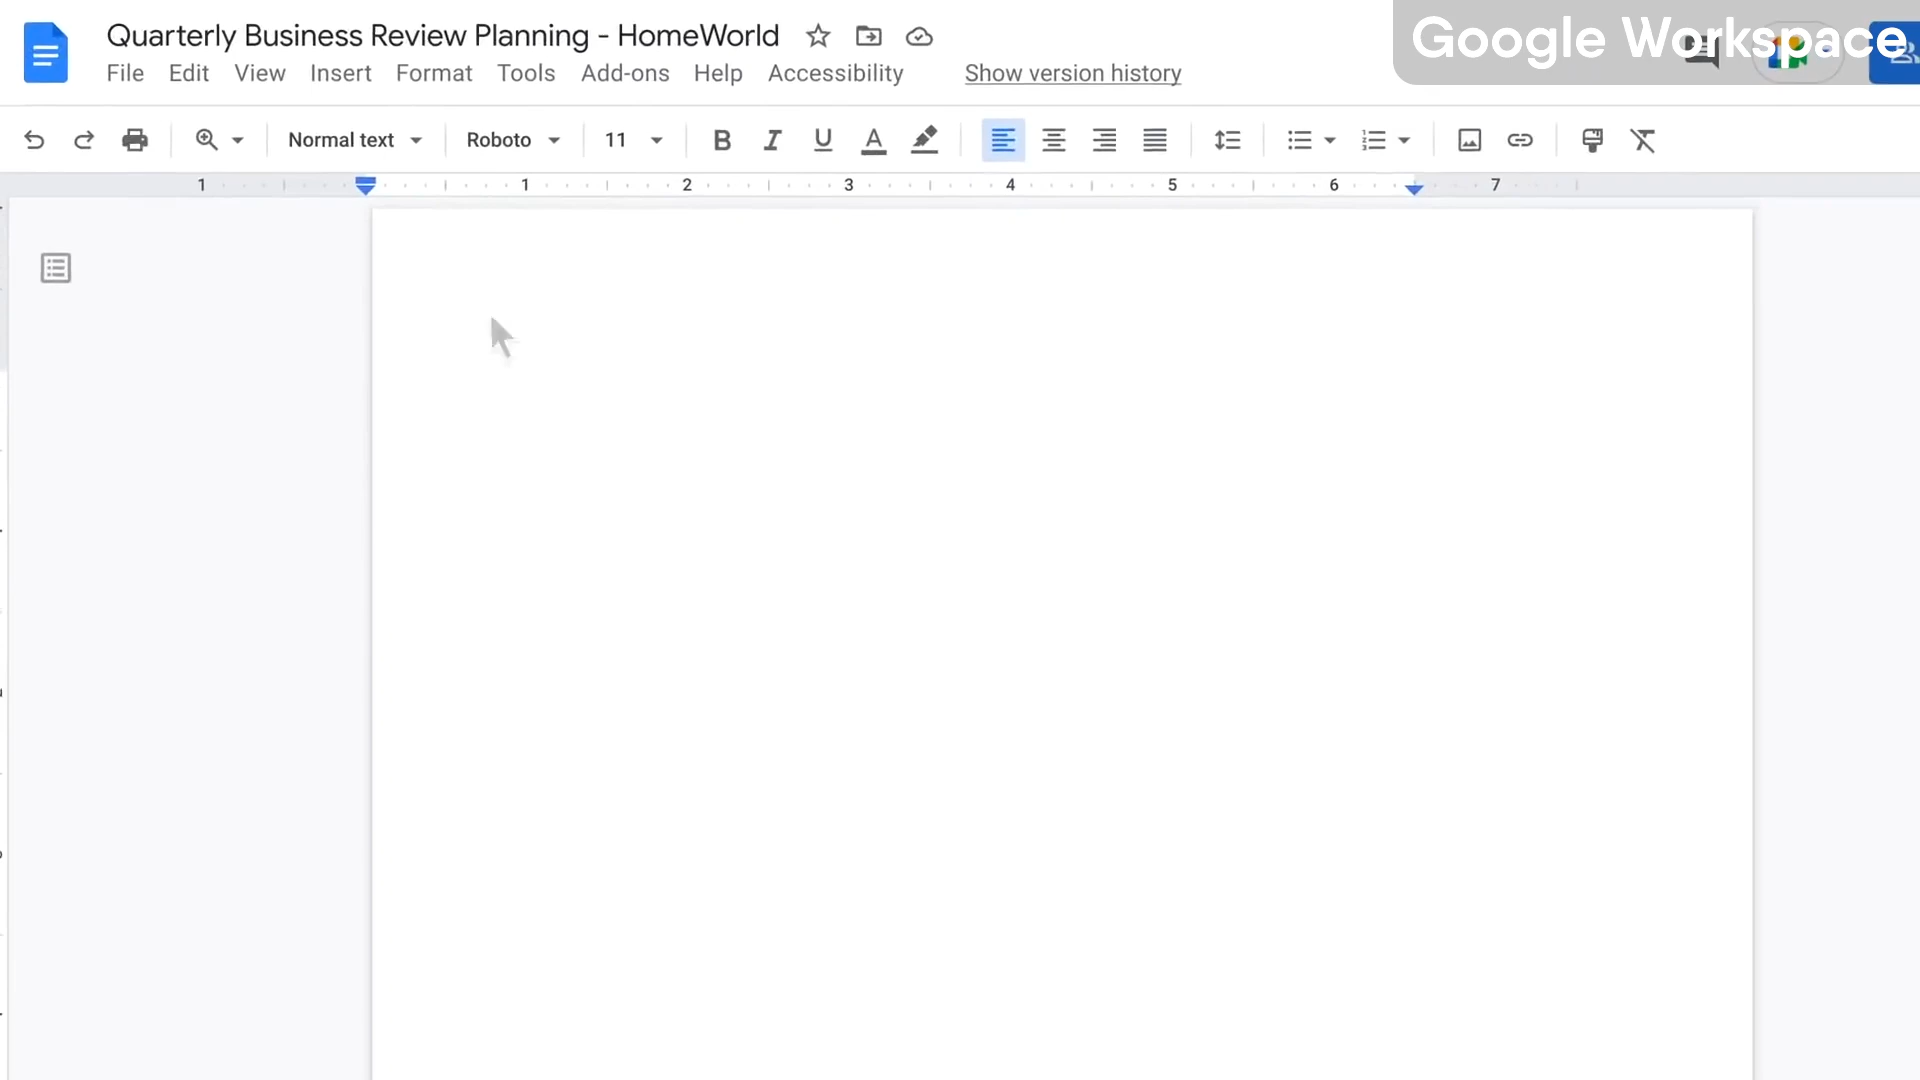 Quarterly Business Review Planning - HomeWorld
Google Workspace
File Edit View Insert Format Tools Add-ons Help Accessibility Show version history
Normal text Roboto 11
1 1 2 3 4 5 6 7